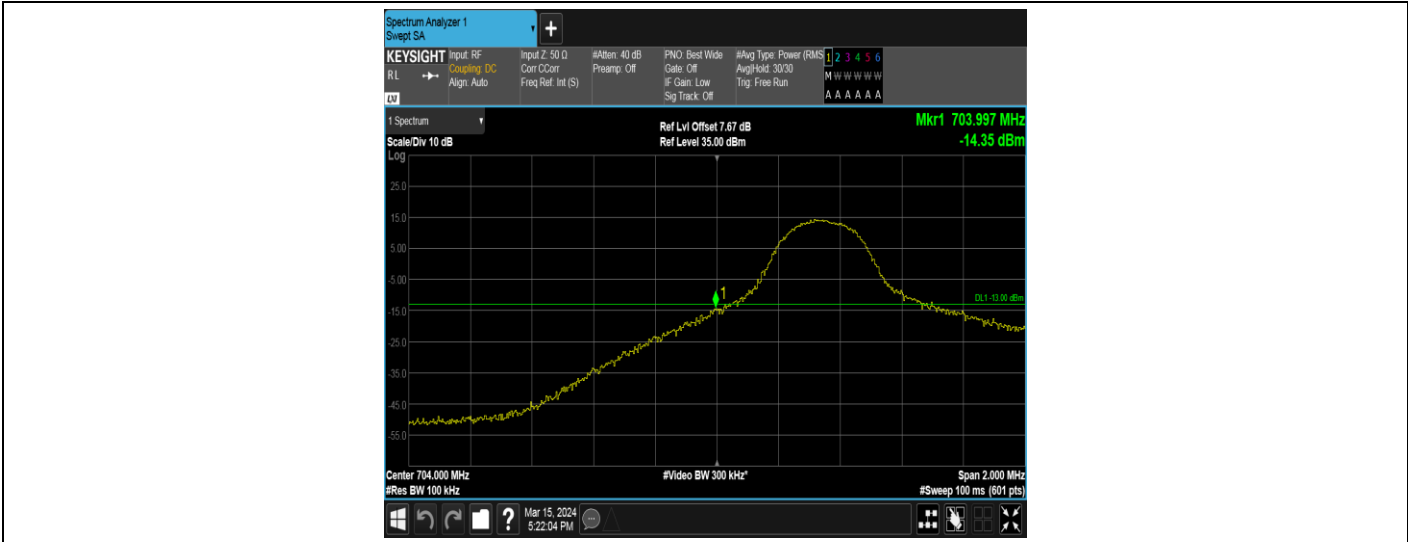 Spectrum Analyzer 1
Swept SA
+
KEYSIGHT Input: RF Input Z: 50 Ω #Atten: 40 dB PNO: Best Wide #Avg Type: Power (RMS 1 2 3 4 5 6
RL Coupling: DC Corr CCorr Preamp: Off Gate: Off Avg|Hold: 30/30 M W W W W W
Align: Auto Freq Ref: Int (S) IF Gain: Low Trig: Free Run
LXI Sig Track: Off A A A A A A
1 Spectrum Ref Lvl Offset 7.67 dB Mkr1 703.997 MHz
Scale/Div 10 dB Ref Level 35.00 dBm -14.35 dBm
Log
25.0
15.0
5.00
-5.00
1
DL1 -13.00 dBm
-15.0
-25.0
-35.0
-45.0
-55.0
Center 704.000 MHz #Video BW 300 kHz* Span 2.000 MHz
#Res BW 100 kHz #Sweep 100 ms (601 pts)
? Mar 15, 2024
5:22:04 PM